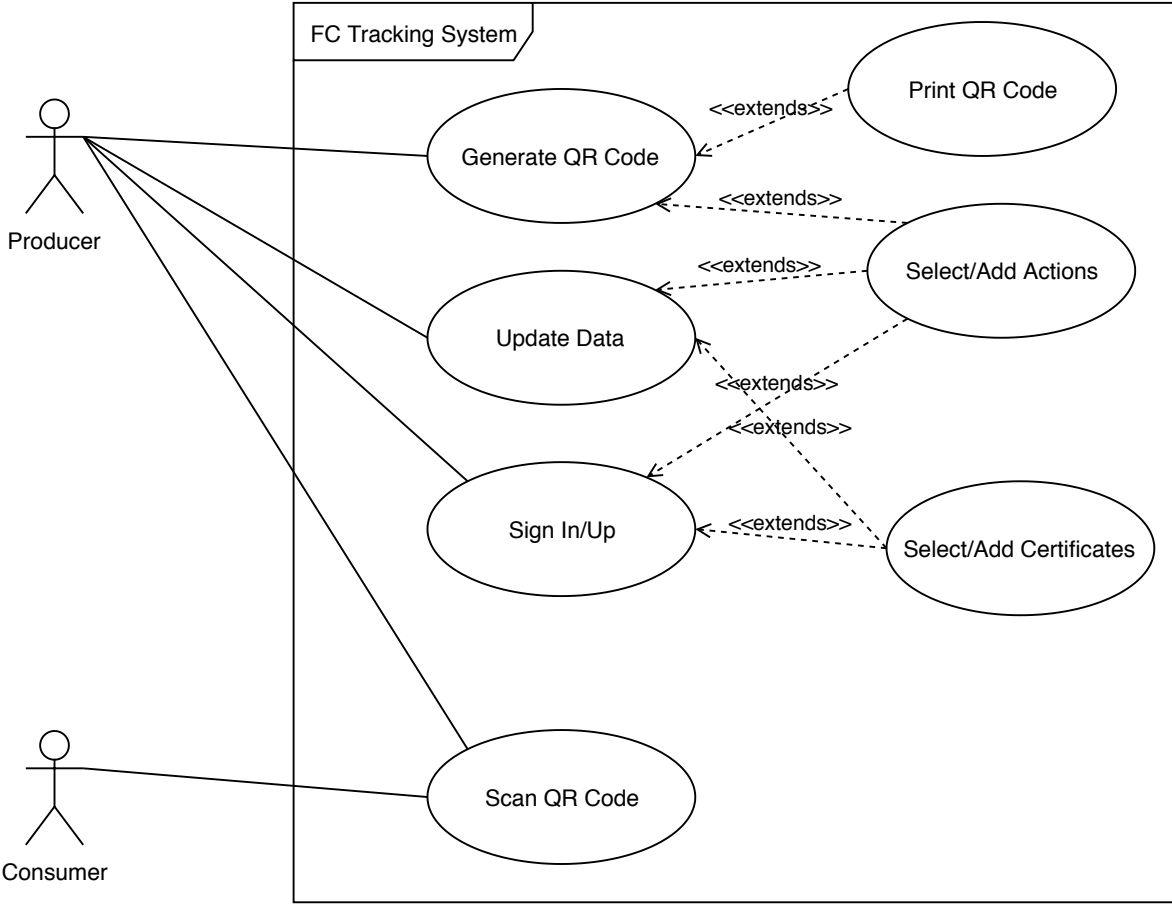 FC Tracking System
Print QR Code
<<extends>>
Generate QR Code
<<extends>>
Producer
<<extends>>
Select/Add Actions
Update Data
<<extends>>
<<extends>>
<<extends>>
Sign In/Up
Select/Add Certificates
Scan QR Code
Consumer